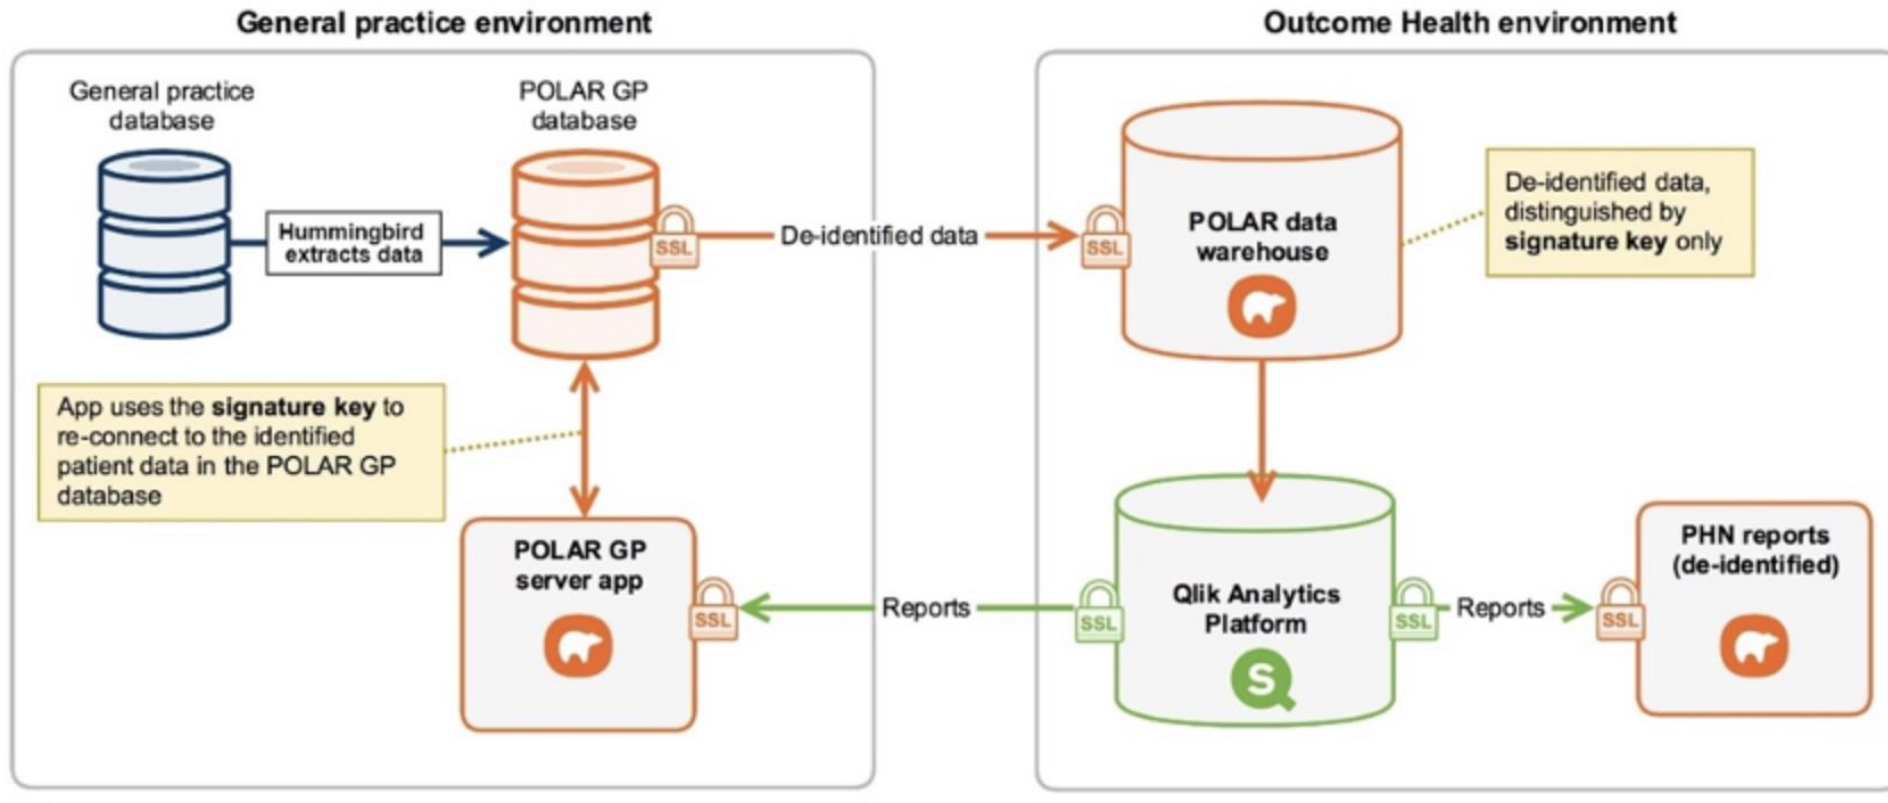 General practice environment
Outcome Health environment
General practice
database
POLAR GP
database
Hummingbird
extracts data
SSL
De-identified data
SSL
POLAR data
warehouse
De-identified data,
distinguished by
signature key only
App uses the signature key to
re-connect to the identified
patient data in the POLAR GP
database
POLAR GP
server app
SSL
Reports
SSL
Qlik Analytics
Platform
S
SSL
Reports
SSL
PHN reports
(de-identified)